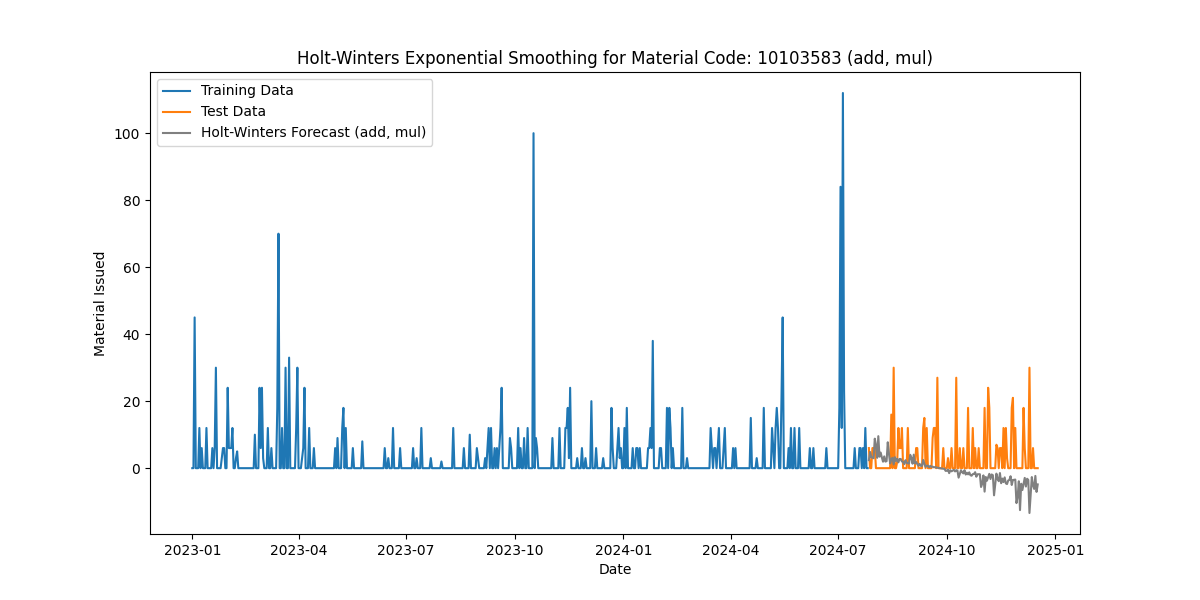 Holt-Winters Exponential Smoothing for Material Code: 10103583 (add, mul)
Training Data
Test Data
Holt-Winters Forecast (add, mul)
100
80
60
40
20
0
Material Issued
2023-01 2023-04 2023-07 2023-10 2024-01 2024-04 2024-07 2024-10 2025-01
Date